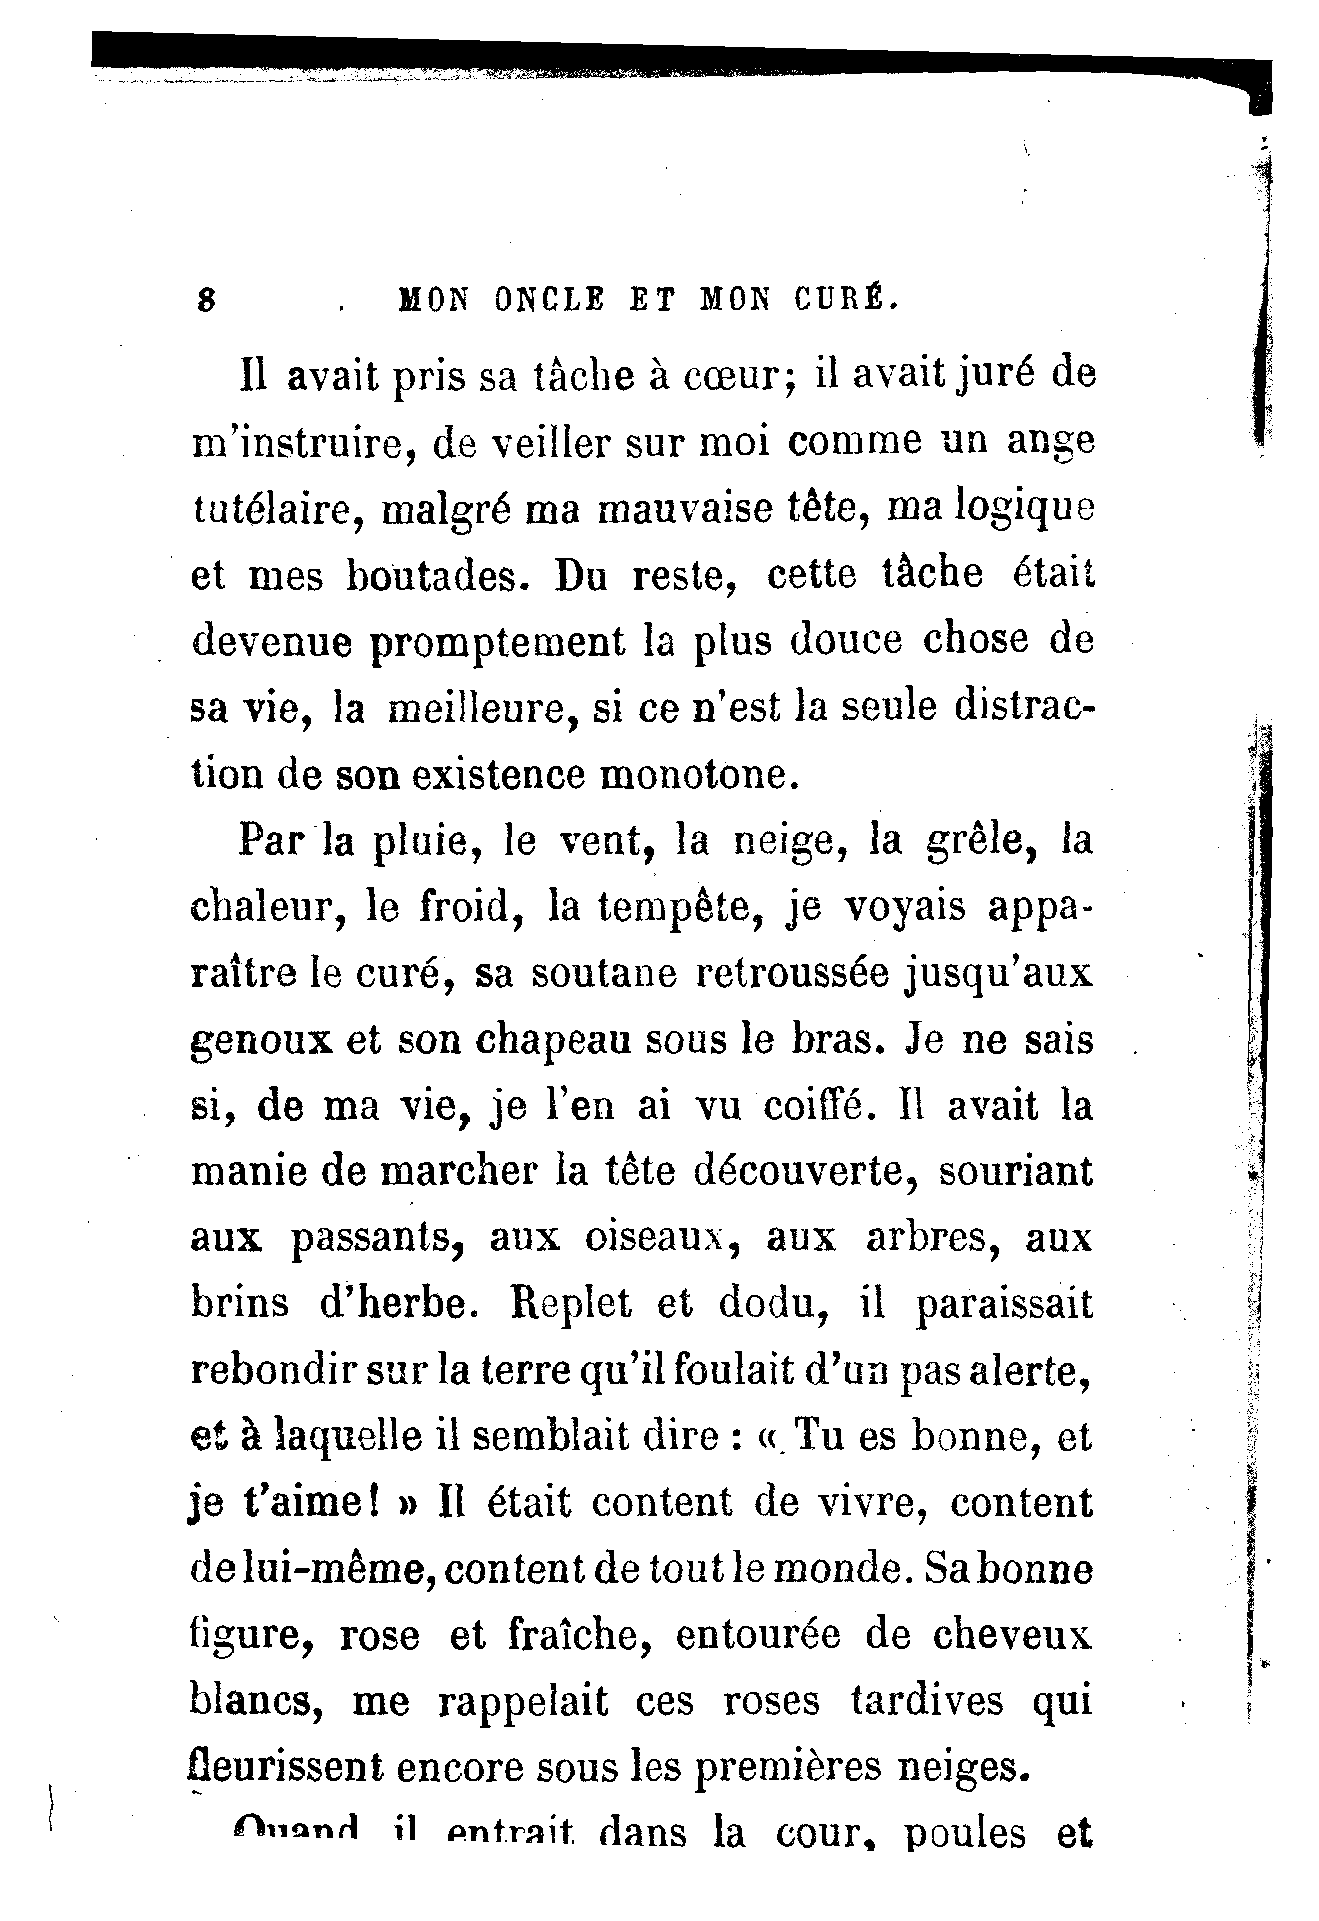 8 MON ONCLE ET MON CURÉ.
Il avait pris sa tâche à cœur; il avait juré de
m'instruire, de veiller sur moi comme un ange
tutélaire, malgré ma mauvaise tête, ma logique
et mes boutades. Du reste, cette tâche était
devenue promptement la plus douce chose de
sa vie, la meilleure, si ce n'est la seule distrac-
tion de son existence monotone.
Par la pluie, le vent, la neige, la grêle, la
chaleur, le froid, la tempête, je voyais appa-
raître le curé, sa soutane retroussée jusqu'aux
genoux et son chapeau sous le bras. Je ne sais
si, de ma vie, je l'en ai vu coiffé. Il avait la
manie de marcher la tête découverte, souriant
aux passants, aux oiseaux, aux arbres, aux
brins d'herbe. Replet et dodu, il paraissait
rebondir sur la terre qu'il foulait d'un pas alerte,
et à laquelle il semblait dire : « Tu es bonne, et
je t'aime! » Il était content de vivre, content
de lui-même, content de tout le monde. Sa bonne
figure, rose et fraîche, entourée de cheveux
blancs, me rappelait ces roses tardives qui
fleurissent encore sous les premières neiges.
Quand il entrait dans la cour, poules et